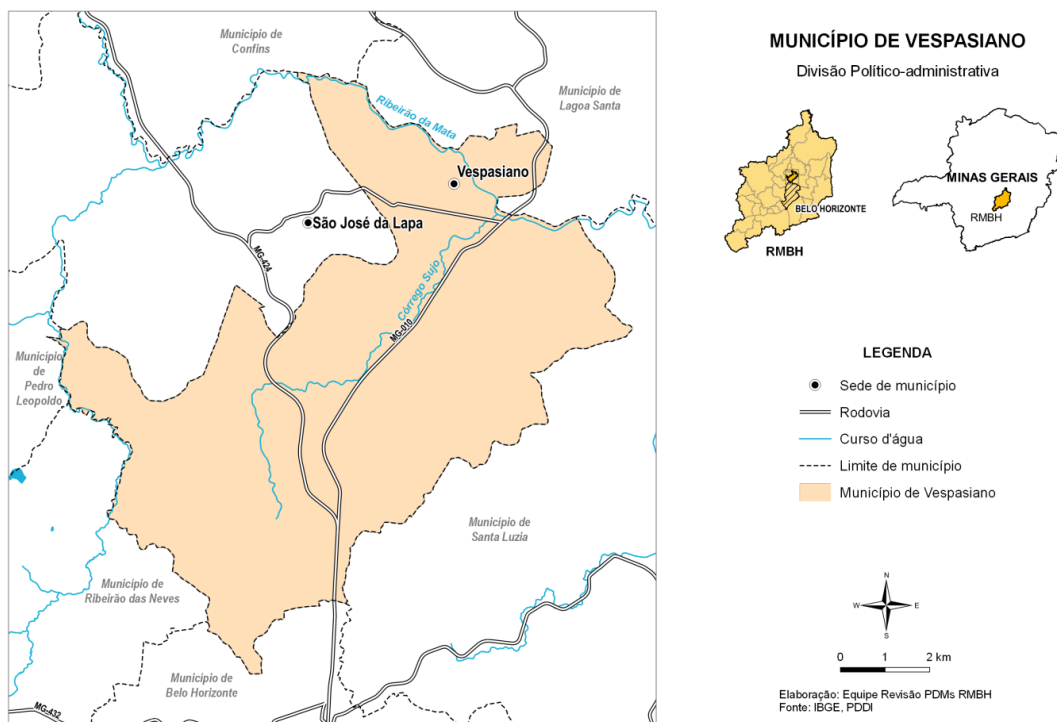 Município de
Confins
Município de
Lagoa Santa
Ribeirão da Mata
Vespasiano
São José da Lapa
MG-424
Córrego Sujo
MG-010
Município
de
Pedro
Leopoldo
Município de
Santa Luzia
Município de
Ribeirão das Neves
Município de
Belo Horizonte
MG-432
MUNICÍPIO DE VESPASIANO
Divisão Político-administrativa
BELO HORIZONTE
RMBH
MINAS GERAIS
RMBH
LEGENDA
Sede de município
Rodovia
Curso d'água
Limite de município
Município de Vespasiano
N
W
E
S
0 1 2 km
Elaboração: Equipe Revisão PDMs RMBH
Fonte: IBGE, PDDI